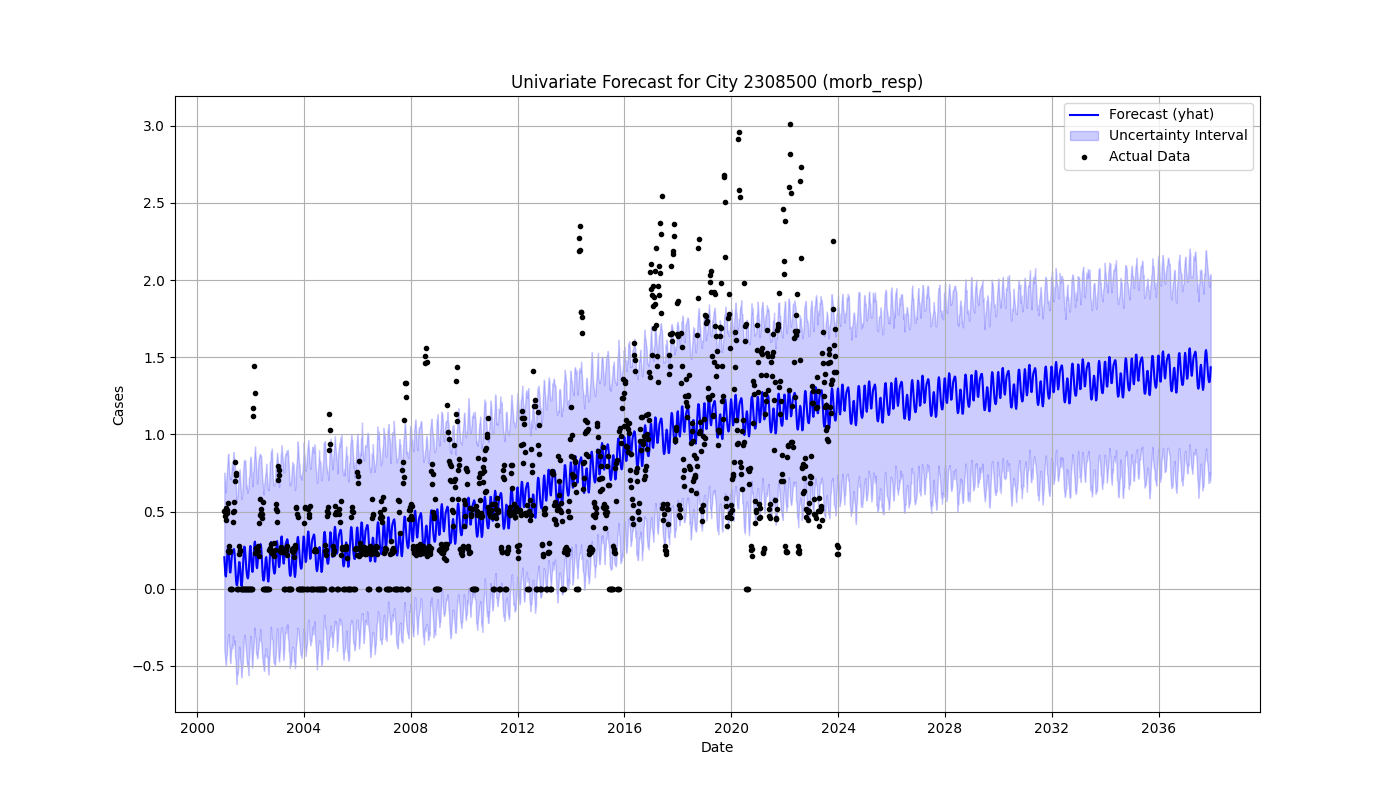 Univariate Forecast for City 2308500 (morb_resp)
Forecast (yhat)
Uncertainty Interval
Actual Data
3.0
2.5
2.0
1.5
1.0
0.5
0.0
−0.5
Cases
2000 2004 2008 2012 2016 2020 2024 2028 2032 2036
Date